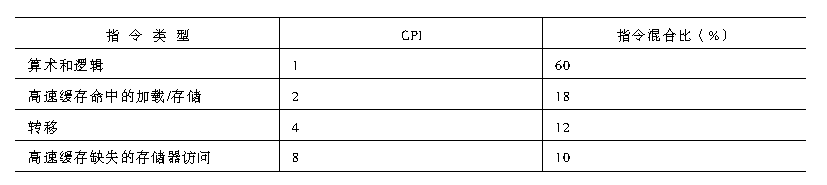 指令类型 CPI 指令混合比（%）
算术和逻辑 1 60
高速缓存命中的加载/存储 2 18
转移 4 12
高速缓存缺失的存储器访问 8 10